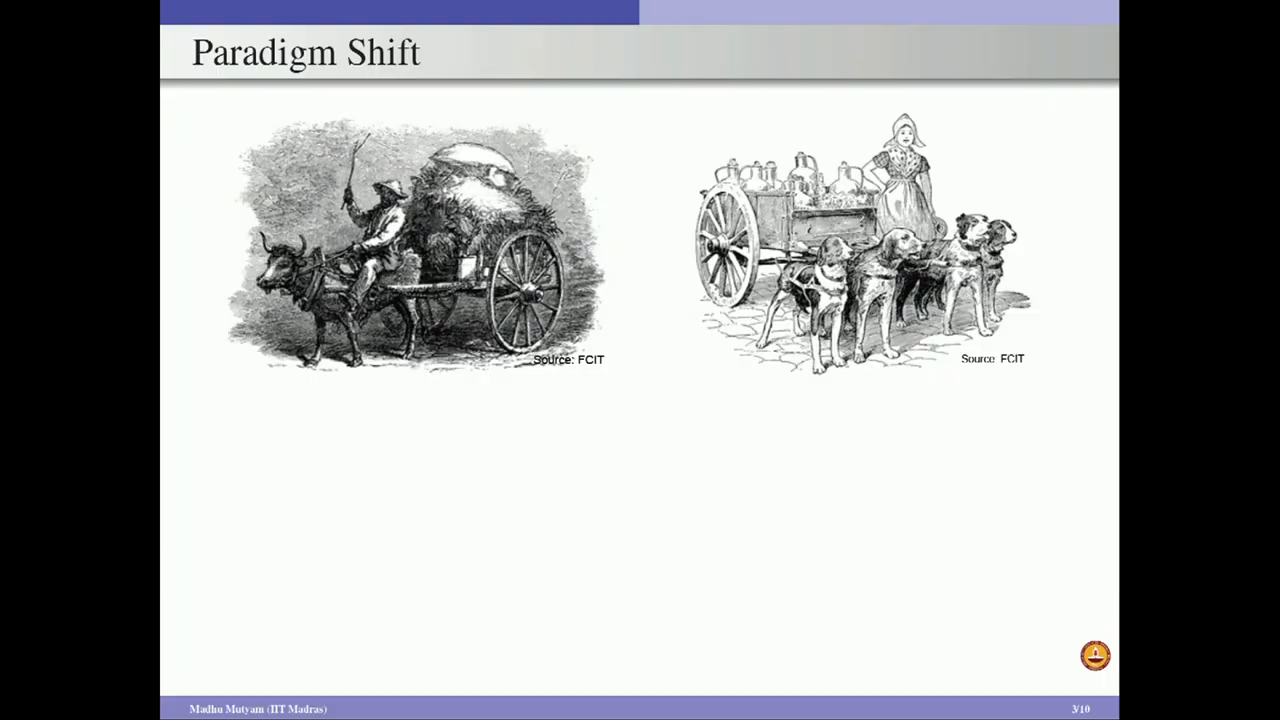 Paradigm Shift
Source: FCIT
Source FCIT
Madhu Mutyam (IIT Madras)
3/10